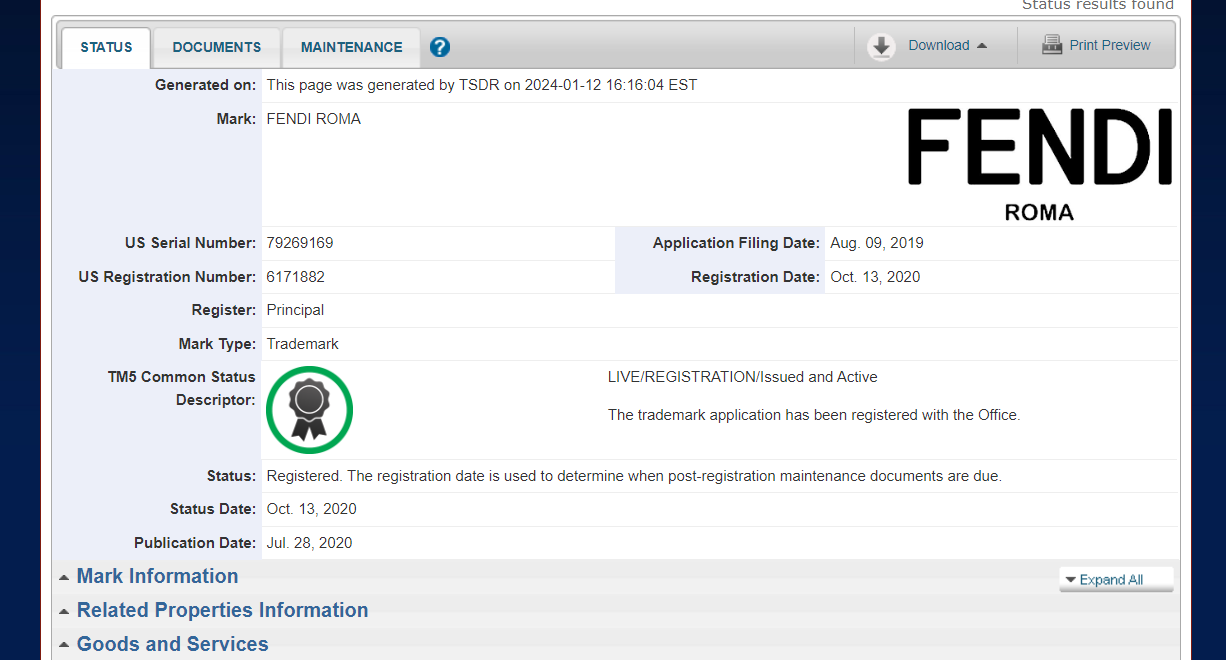 Status results found
STATUS DOCUMENTS MAINTENANCE ? Download Print Preview
Generated on: This page was generated by TSDR on 2024-01-12 16:16:04 EST
Mark: FENDI ROMA
FENDI
ROMA
US Serial Number: 79269169 Application Filing Date: Aug. 09, 2019
US Registration Number: 6171882 Registration Date: Oct. 13, 2020
Register: Principal
Mark Type: Trademark
TM5 Common Status LIVE/REGISTRATION/Issued and Active
Descriptor:
The trademark application has been registered with the Office.
Status: Registered. The registration date is used to determine when post-registration maintenance documents are due.
Status Date: Oct. 13, 2020
Publication Date: Jul. 28, 2020
Mark Information Expand All
Related Properties Information
Goods and Services